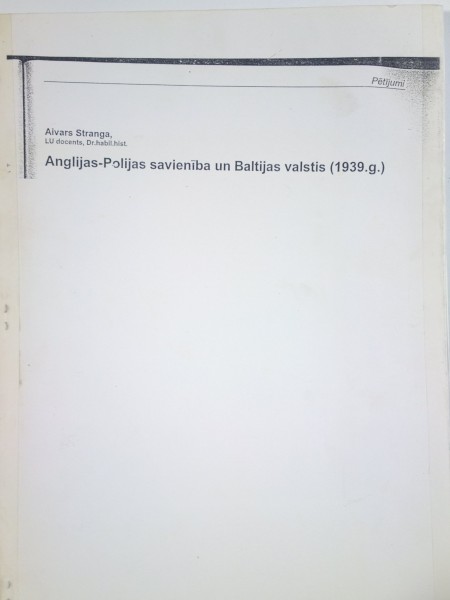 Pētījumi
Aivars Stranga,
LU docents, Dr.habil.hist.
Anglijas-Polijas savienība un Baltijas valstis (1939.g.)